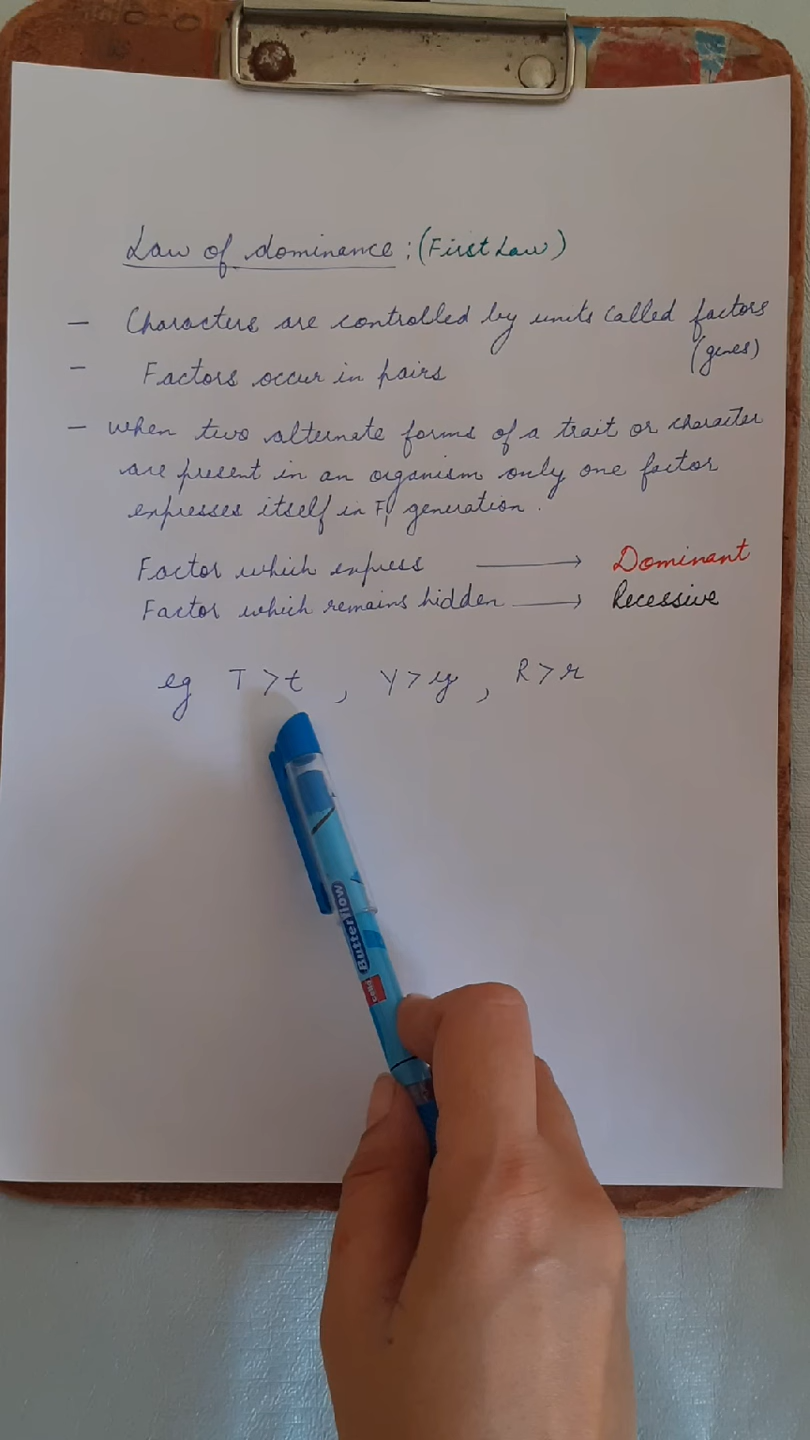 Law of dominance : (First Law)
– Characters are controlled by units called factors
(genes)
– Factors occur in pairs
– when two alternate forms of a trait or character
are present in an organism only one factor
expresses itself in F1 generation.
Factor which express → Dominant
Factor which remains hidden → Recessive
eg T > t , Y > y , R > r
Butterflow
cello